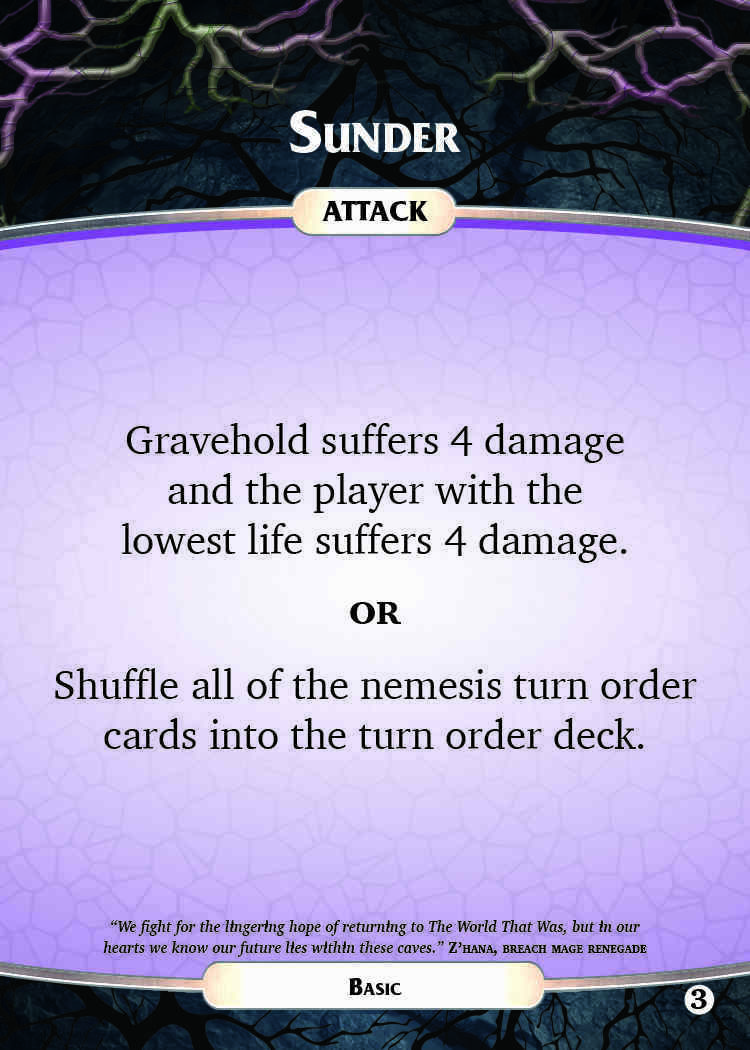 Sunder
ATTACK
Gravehold suffers 4 damage
and the player with the
lowest life suffers 4 damage.
OR
Shuffle all of the nemesis turn order
cards into the turn order deck.
“We fight for the lingering hope of returning to The World That Was, but in our
hearts we know our future lies within these caves.” Z’hana, breach mage renegade
Basic
3